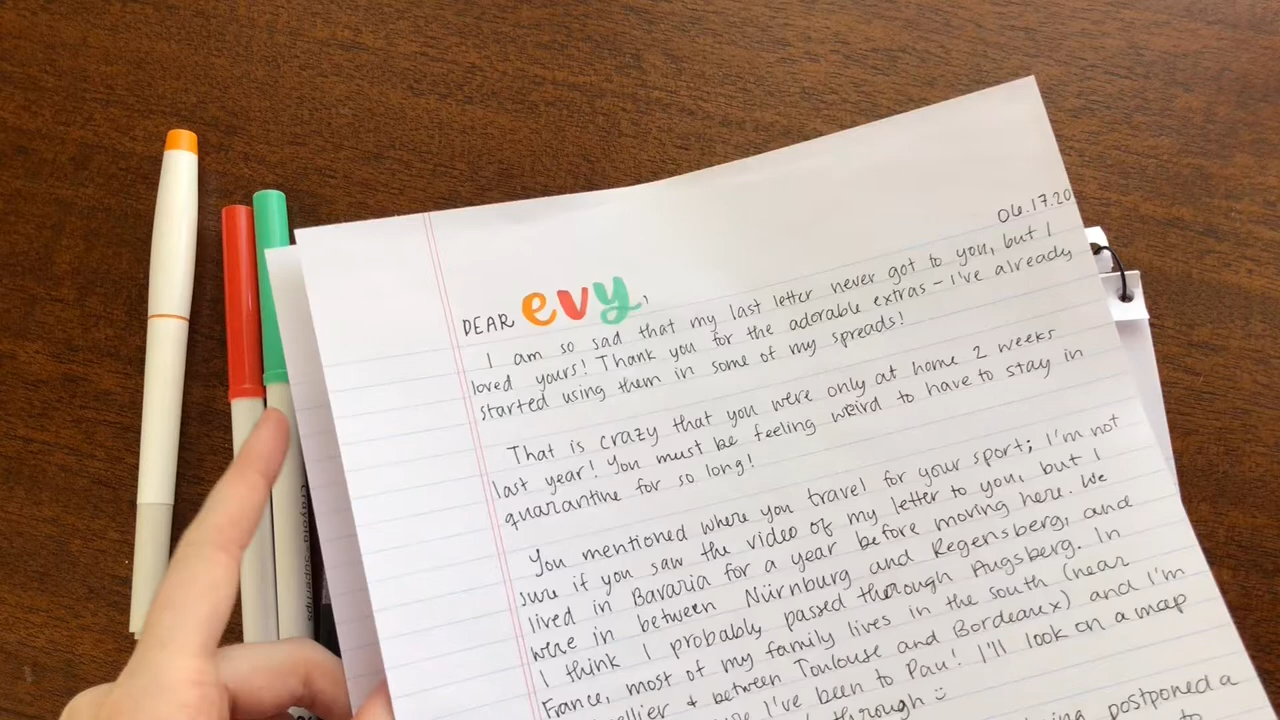 06.17.20
DEAR evy,
I am so sad that my last letter never got to you, but I
loved yours! Thank you for the adorable extras - I've already
started using them in some of my spreads!
That is crazy that you were only at home 2 weeks
last year! You must be feeling weird to have to stay in
quarantine for so long!
You mentioned where you travel for your sport; I'm not
sure if you saw the video of my letter to you, but I
lived in Bavaria for a year before moving here. We
were in between Nürnburg and Regensberg, and
I think I probably passed through Augsberg. In
France, most of my family lives in the south (near
& between Toulouse and Bordeaux) and I'm
I've been to Pau! I'll look on a map
through :)
postponed a
to
Crayola SuperTips